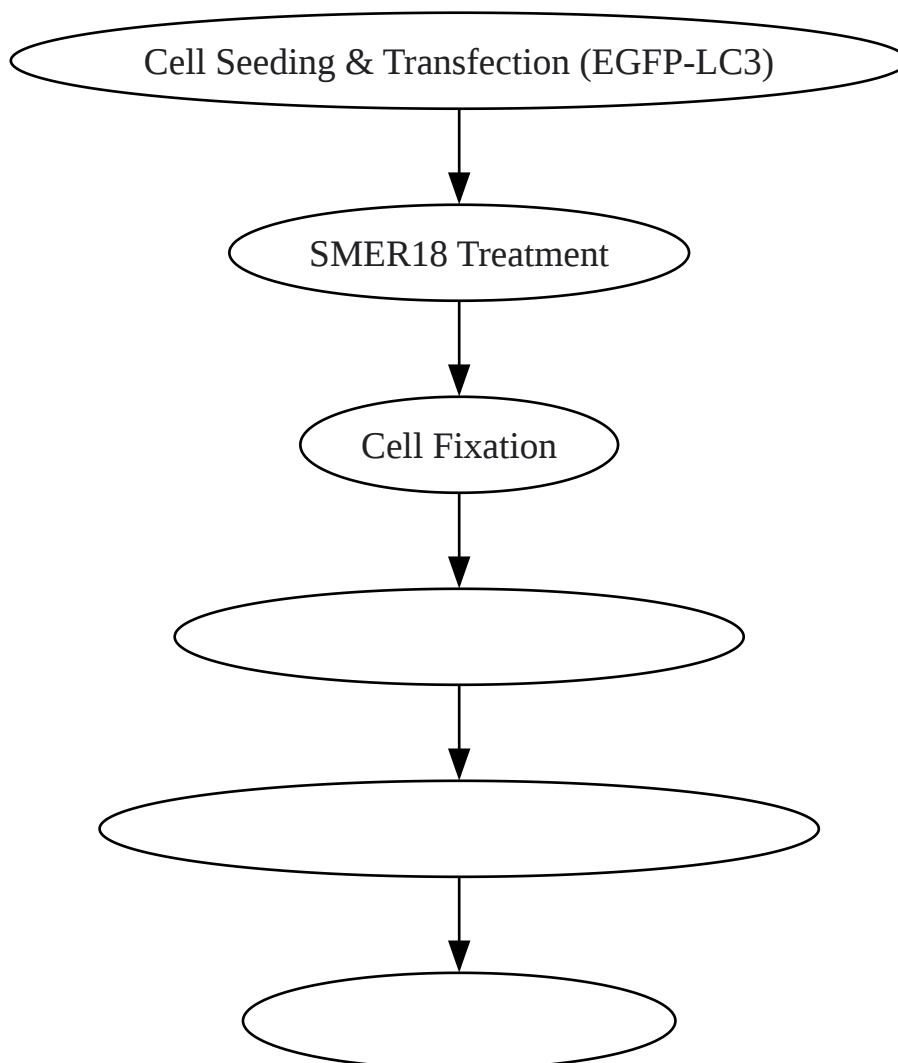 Cell Seeding & Transfection (EGFP-LC3)
SMER18 Treatment
Cell Fixation